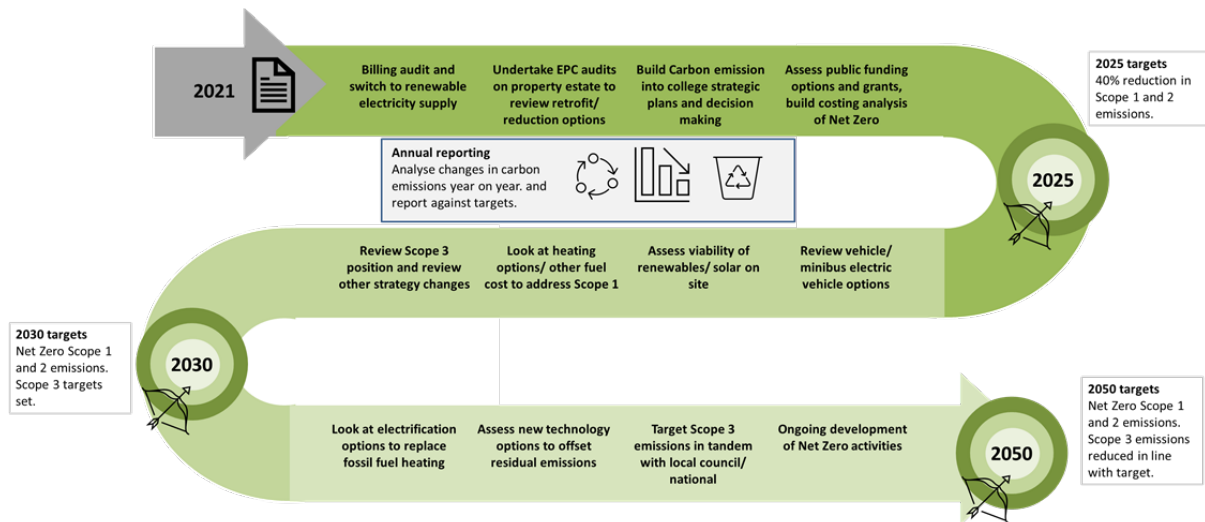 2021
Billing audit and
switch to renewable
electricity supply
Undertake EPC audits
on property estate to
review retrofit/
reduction options
Build Carbon emission
into college strategic
plans and decision
making
Assess public funding
options and grants,
build costing analysis
of Net Zero
2025 targets
40% reduction in
Scope 1 and 2
emissions.
2025
Annual reporting
Analyse changes in carbon
emissions year on year. and
report against targets.
Review Scope 3
position and review
other strategy changes
Look at heating
options/ other fuel
cost to address Scope 1
Assess viability of
renewables/ solar on
site
Review vehicle/
minibus electric
vehicle options
2030 targets
Net Zero Scope 1
and 2 emissions.
Scope 3 targets
set.
2030
Look at electrification
options to replace
fossil fuel heating
Assess new technology
options to offset
residual emissions
Target Scope 3
emissions in tandem
with local council/
national
Ongoing development
of Net Zero activities
2050
2050 targets
Net Zero Scope 1
and 2 emissions.
Scope 3 emissions
reduced in line
with target.